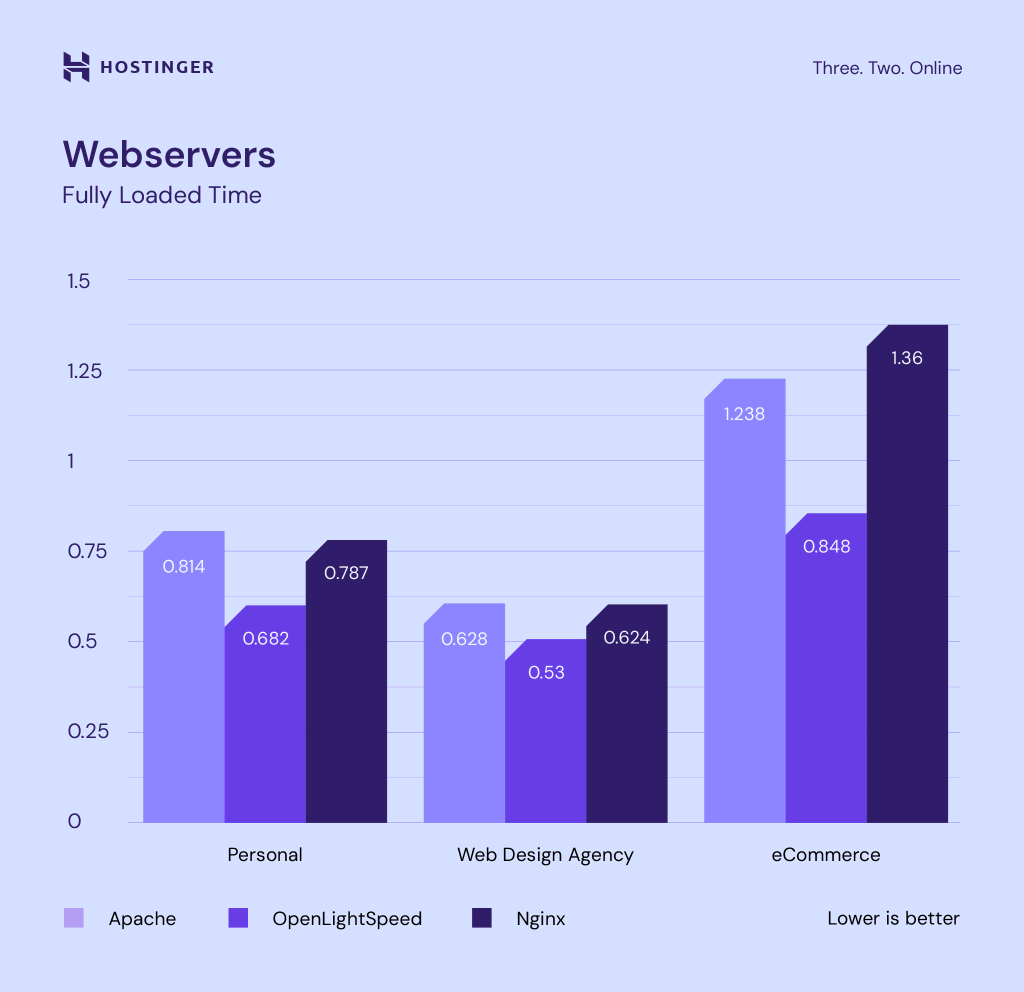 HOSTINGER
Three. Two. Online
Webservers
Fully Loaded Time
1.5
1.25
1
0.75
0.5
0.25
0
0.814
0.682
0.787
0.628
0.53
0.624
1.238
0.848
1.36
Personal
Web Design Agency
eCommerce
Apache
OpenLightSpeed
Nginx
Lower is better